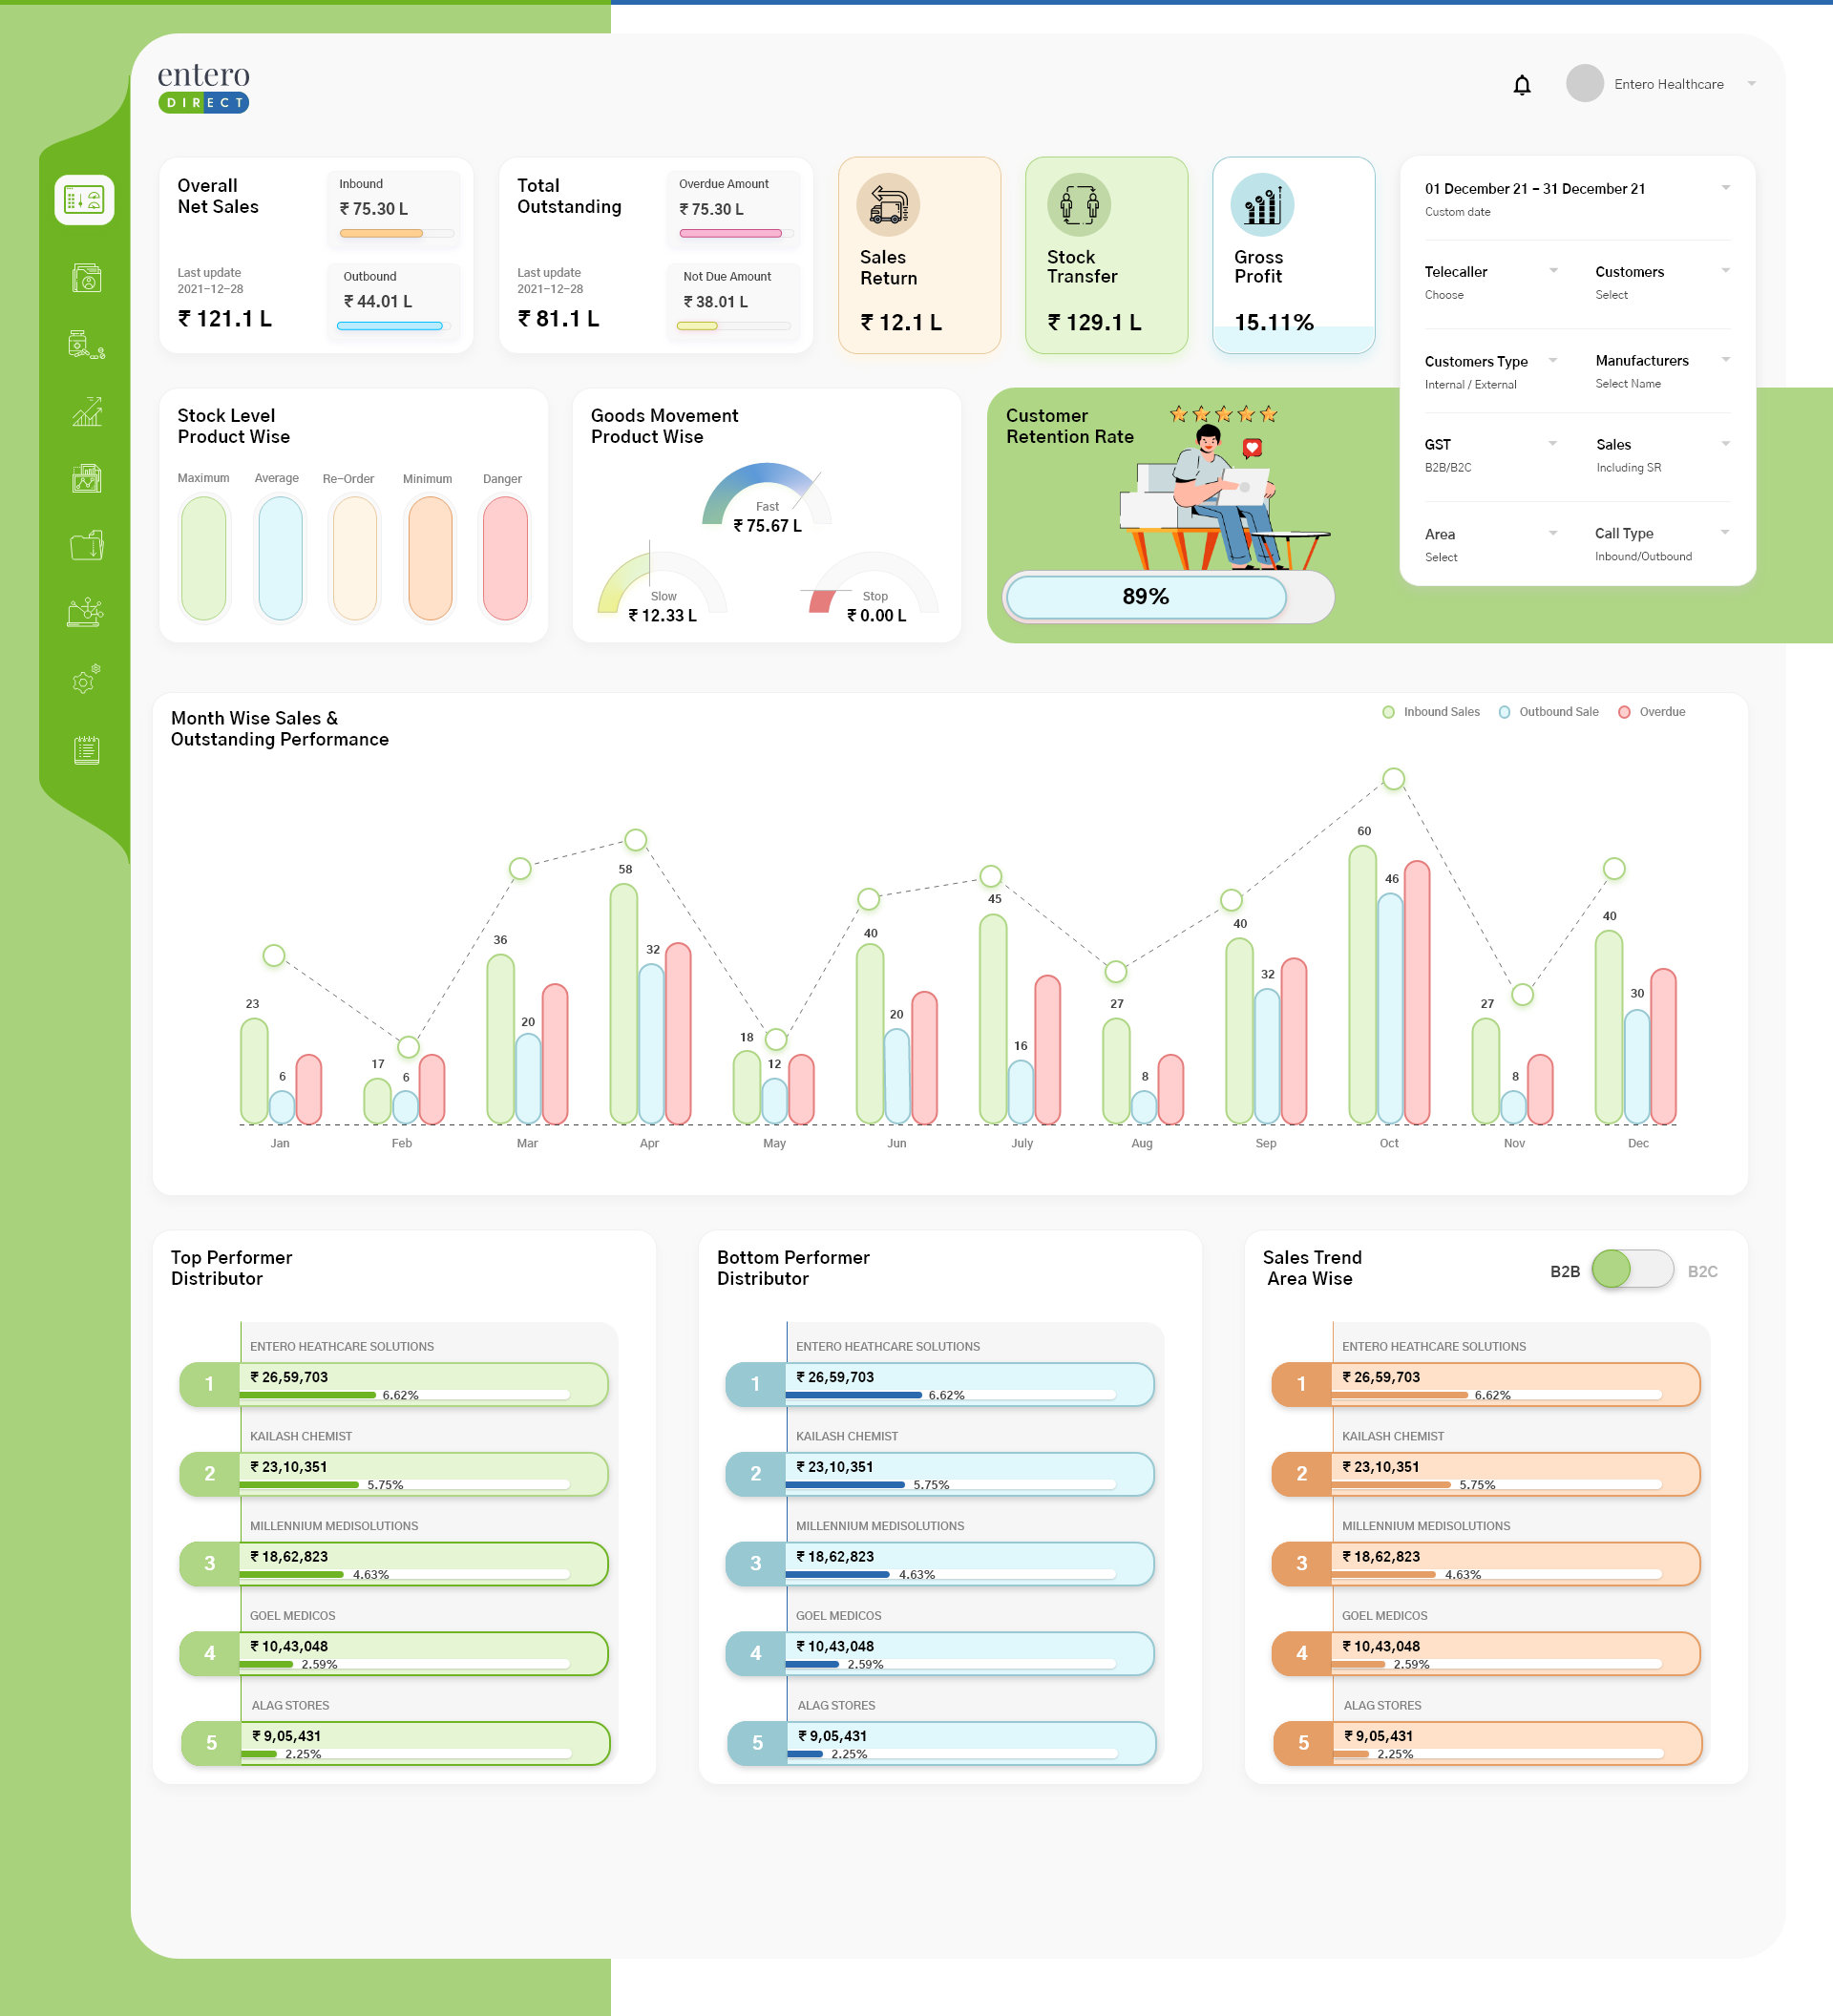 entero
DIRECT
Entero Healthcare
Overall
Net Sales
Last update
2021-12-28
₹ 121.1 L
Inbound
₹ 75.30 L
Outbound
₹ 44.01 L
Total
Outstanding
Last update
2021-12-28
₹ 81.1 L
Overdue Amount
₹ 75.30 L
Not Due Amount
₹ 38.01 L
Sales
Return
₹ 12.1 L
Stock
Transfer
₹ 129.1 L
Gross
Profit
15.11%
01 December 21 - 31 December 21
Custom date
Telecaller
Choose
Customers
Select
Customers Type
Internal / External
Manufacturers
Select Name
GST
B2B/B2C
Sales
Including SR
Area
Select
Call Type
Inbound/Outbound
Stock Level
Product Wise
Maximum
Average
Re-Order
Minimum
Danger
Goods Movement
Product Wise
Fast
₹ 75.67 L
Slow
₹ 12.33 L
Stop
₹ 0.00 L
Customer
Retention Rate
89%
Month Wise Sales &
Outstanding Performance
Inbound Sales
Outbound Sale
Overdue
23
6
17
6
36
20
58
32
18
12
40
20
45
16
27
8
40
32
60
46
27
8
40
30
Jan
Feb
Mar
Apr
May
Jun
July
Aug
Sep
Oct
Nov
Dec
Top Performer
Distributor
ENTERO HEATHCARE SOLUTIONS
1
₹ 26,59,703
6.62%
KAILASH CHEMIST
2
₹ 23,10,351
5.75%
MILLENNIUM MEDISOLUTIONS
3
₹ 18,62,823
4.63%
GOEL MEDICOS
4
₹ 10,43,048
2.59%
ALAG STORES
5
₹ 9,05,431
2.25%
Bottom Performer
Distributor
ENTERO HEATHCARE SOLUTIONS
1
₹ 26,59,703
6.62%
KAILASH CHEMIST
2
₹ 23,10,351
5.75%
MILLENNIUM MEDISOLUTIONS
3
₹ 18,62,823
4.63%
GOEL MEDICOS
4
₹ 10,43,048
2.59%
ALAG STORES
5
₹ 9,05,431
2.25%
Sales Trend
Area Wise
B2B
B2C
ENTERO HEATHCARE SOLUTIONS
1
₹ 26,59,703
6.62%
KAILASH CHEMIST
2
₹ 23,10,351
5.75%
MILLENNIUM MEDISOLUTIONS
3
₹ 18,62,823
4.63%
GOEL MEDICOS
4
₹ 10,43,048
2.59%
ALAG STORES
5
₹ 9,05,431
2.25%